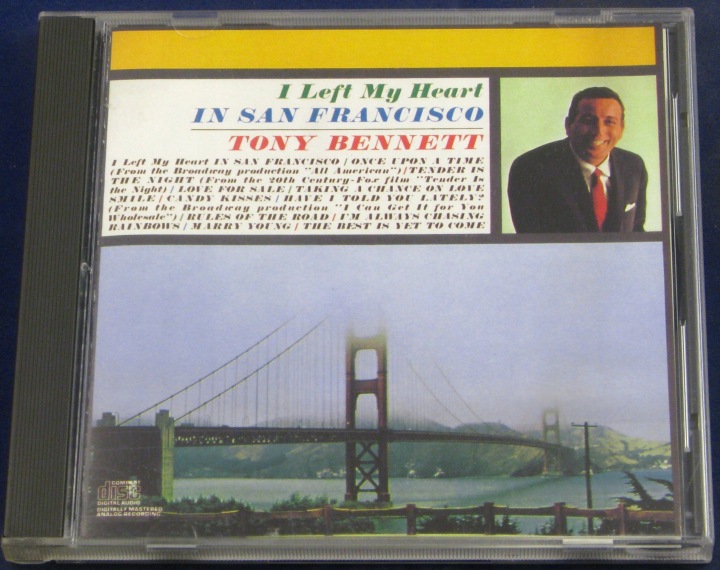 I Left My Heart
IN SAN FRANCISCO
TONY BENNETT
I Left My Heart IN SAN FRANCISCO | ONCE UPON A TIME
(From the Broadway production "All American") | TENDER IS
THE NIGHT (From the 20th Century-Fox film "Tender Is
the Night) | LOVE FOR SALE | TAKING A CHANCE ON LOVE
SMILE | CANDY KISSES | HAVE I TOLD YOU LATELY?
(From the Broadway production "I Can Get It for You
Wholesale") | RULES OF THE ROAD | I'M ALWAYS CHASING
RAINBOWS | MARRY YOUNG | THE BEST IS YET TO COME
COMPACT
disc
DIGITAL AUDIO
DIGITALLY MASTERED
ANALOG RECORDING